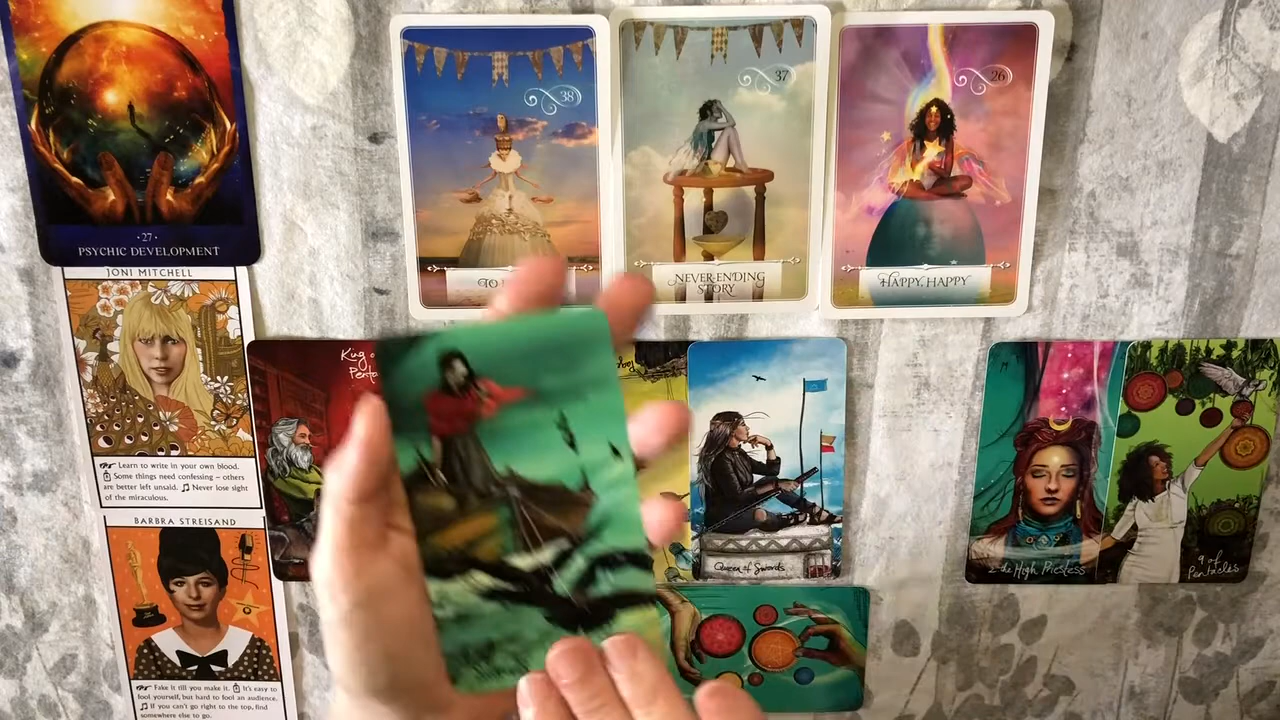 ·27·
PSYCHIC DEVELOPMENT
38
TO
37
NEVER-ENDING
STORY
26
HAPPY, HAPPY
JONI MITCHELL
Learn to write in your own blood.
Some things need confessing – others
are better left unsaid. Never lose sight
of the miraculous.
BARBRA STREISAND
Fake it till you make it. It's easy to
fool yourself, but hard to fool an audience.
If you can't go right to the top, find
somewhere else to go.
King
Penta
Queen of Swords
2-the High Priestess
9 of
Pentacles